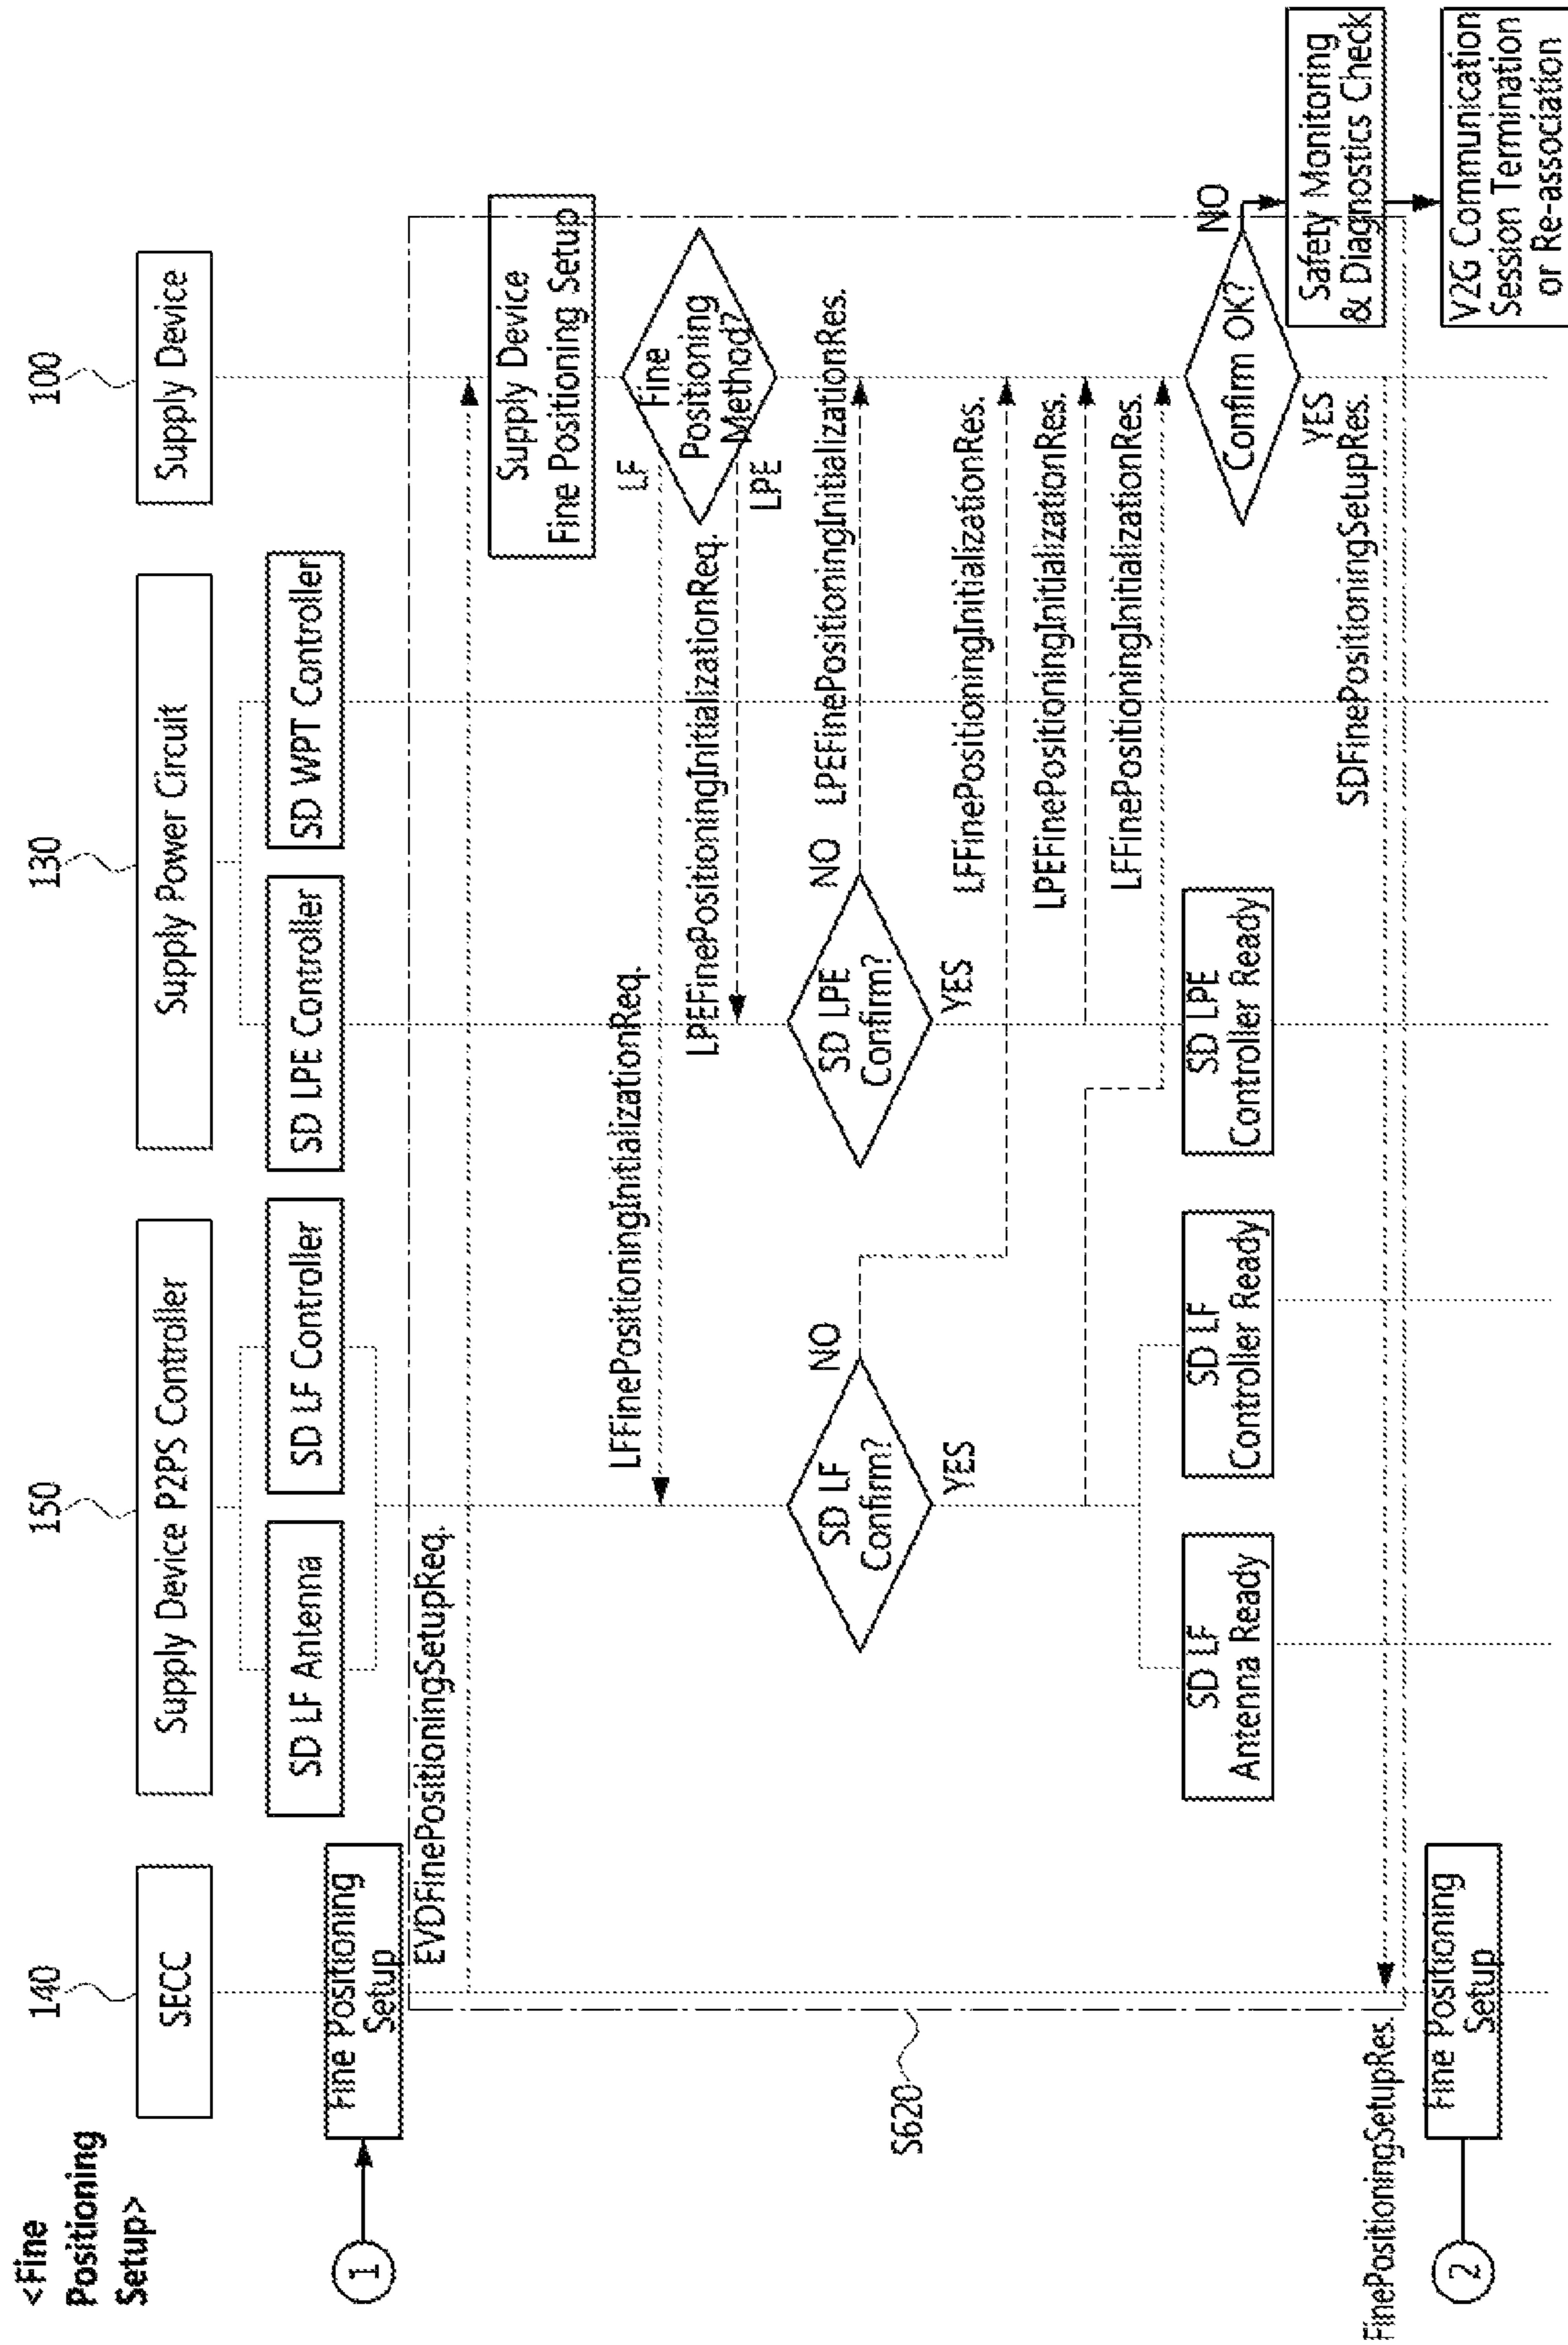 <Fine
Positioning
Setup>
140
150
130
100
SECC
Supply Device P2PS Controller
Supply Power Circuit
Supply Device
SD LF Antenna
SD LF Controller
SD LPE Controller
SD WPT Controller
1
Fine Positioning
Setup
EVDFinePositioningSetupReq.
Supply Device
Fine Positioning Setup
LFFinePositioningInitializationReq.
LF
Fine
Positioning
Method?
LPEFinePositioningInitializationReq.
LPE
SD LF
Confirm?
NO
YES
SD LPE
Confirm?
NO
YES
LPEFinePositioningInitializationRes.
LFFinePositioningInitializationRes.
LPEFinePositioningInitializationRes.
LFFinePositioningInitializationRes.
S620
SD LF
Antenna Ready
SD LF
Controller Ready
SD LPE
Controller Ready
Confirm OK?
NO
YES
Safety Monitoring
& Diagnostics Check
SDFinePositioningSetupRes.
FinePositioningSetupRes.
2
Fine Positioning
Setup
V2G Communication
Session Termination
or Re-association